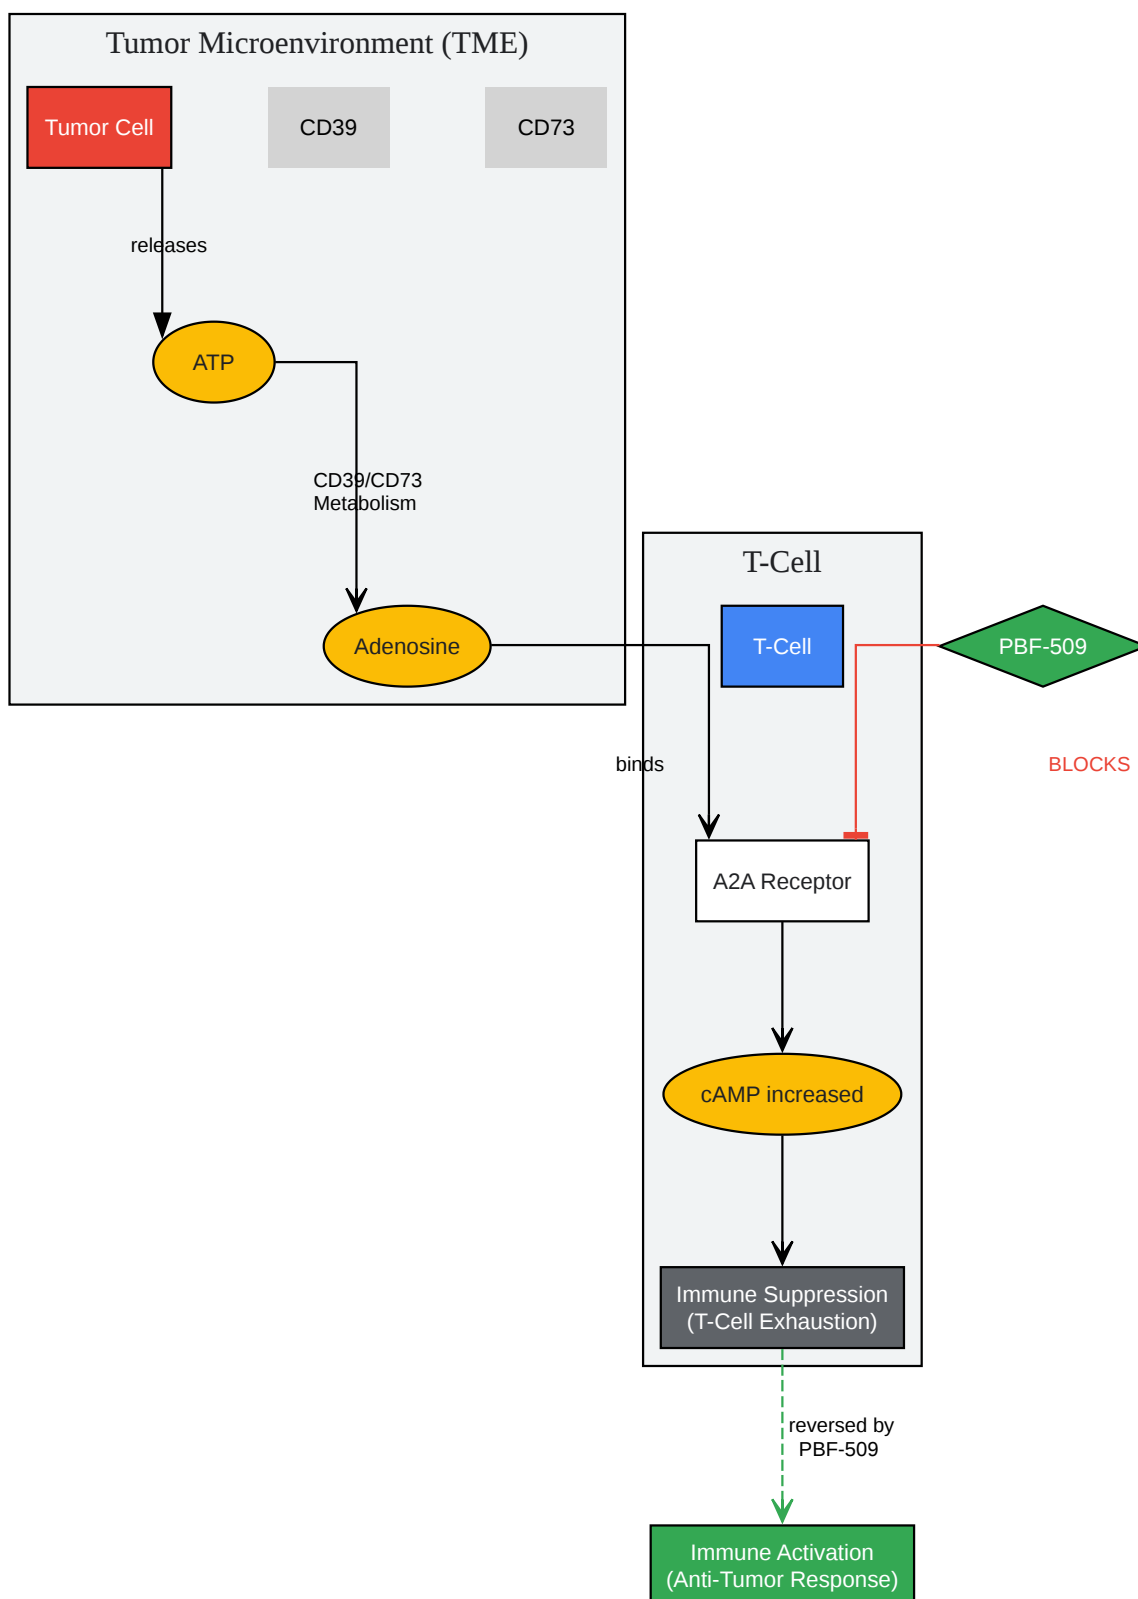 Tumor Microenvironment (TME)
Tumor Cell
CD39
CD73
releases
ATP
CD39/CD73
Metabolism
T-Cell
Adenosine
T-Cell
PBF-509
binds
BLOCKS
A2A Receptor
cAMP increased
Immune Suppression
(T-Cell Exhaustion)
reversed by
PBF-509
Immune Activation
(Anti-Tumor Response)